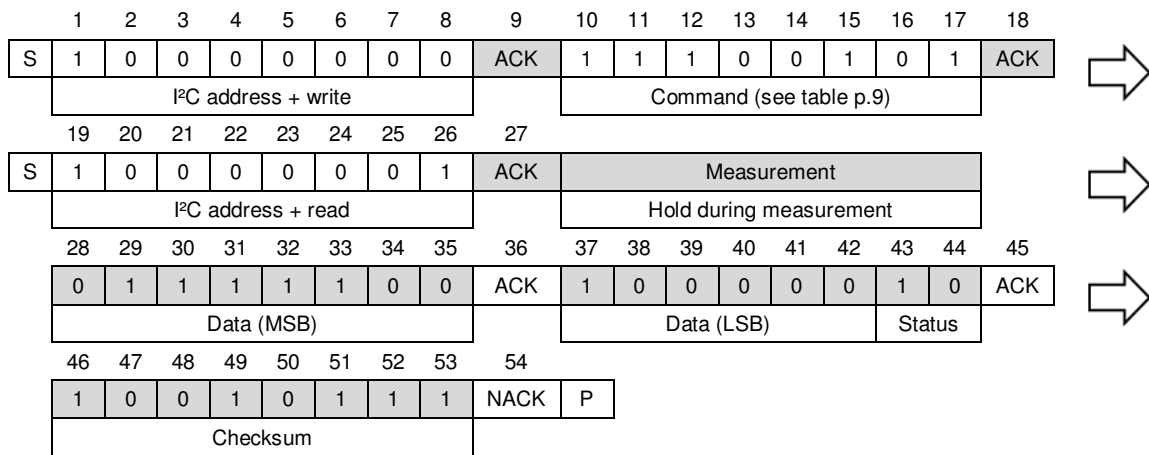 1 2 3 4 5 6 7 8 9 10 11 12 13 14 15 16 17 18
S 1 0 0 0 0 0 0 0 ACK 1 1 1 0 0 1 0 1 ACK
I²C address + write Command (see table p.9)
19 20 21 22 23 24 25 26 27
S 1 0 0 0 0 0 0 1 ACK Measurement
I²C address + read Hold during measurement
28 29 30 31 32 33 34 35 36 37 38 39 40 41 42 43 44 45
0 1 1 1 1 1 0 0 ACK 1 0 0 0 0 0 1 0 ACK
Data (MSB) Data (LSB) Status
46 47 48 49 50 51 52 53 54
1 0 0 1 0 1 1 1 NACK P
Checksum